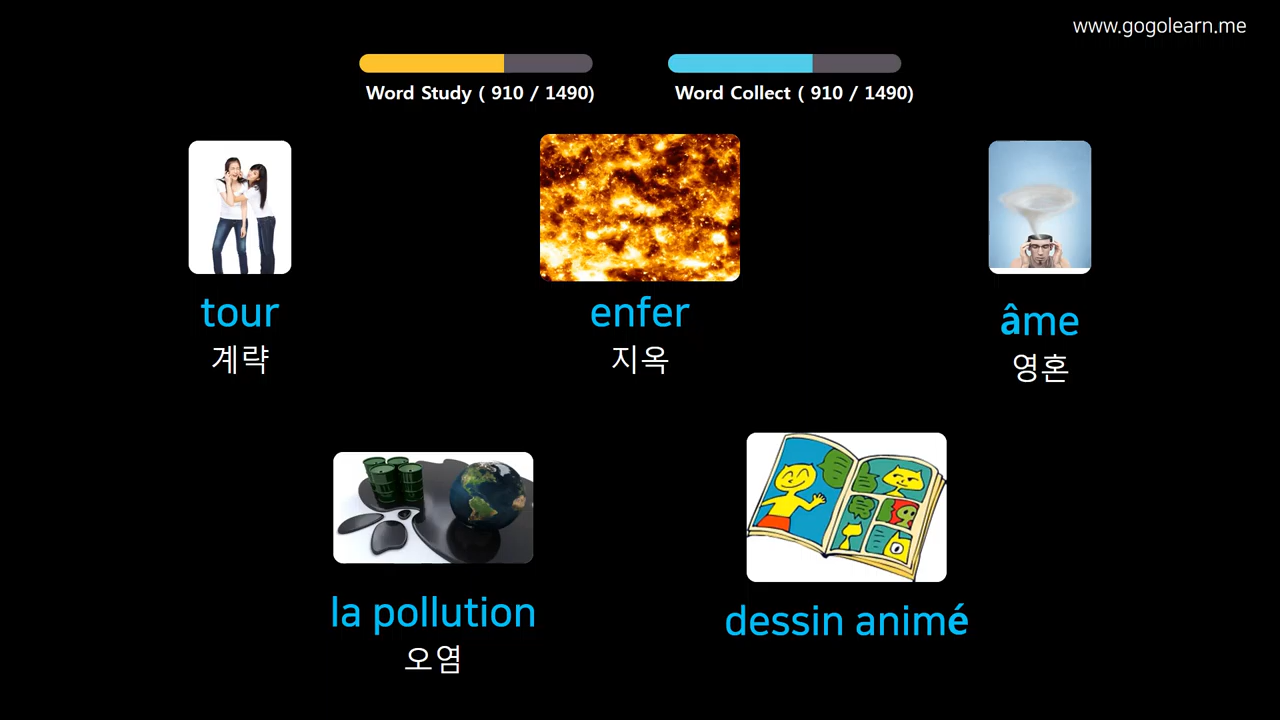 www.gogolearn.me
Word Study ( 910 / 1490)
Word Collect ( 910 / 1490)
tour
계략
enfer
지옥
âme
영혼
la pollution
오염
dessin animé